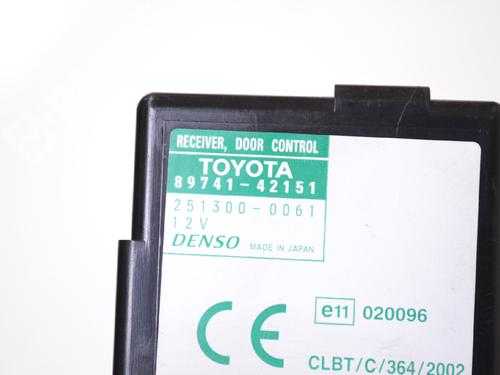 RECEIVER, DOOR CONTROL
TOYOTA
89741-42151
251300-0061
12V
DENSO MADE IN JAPAN
e11 020096
CE
CLBT/C/364/2002